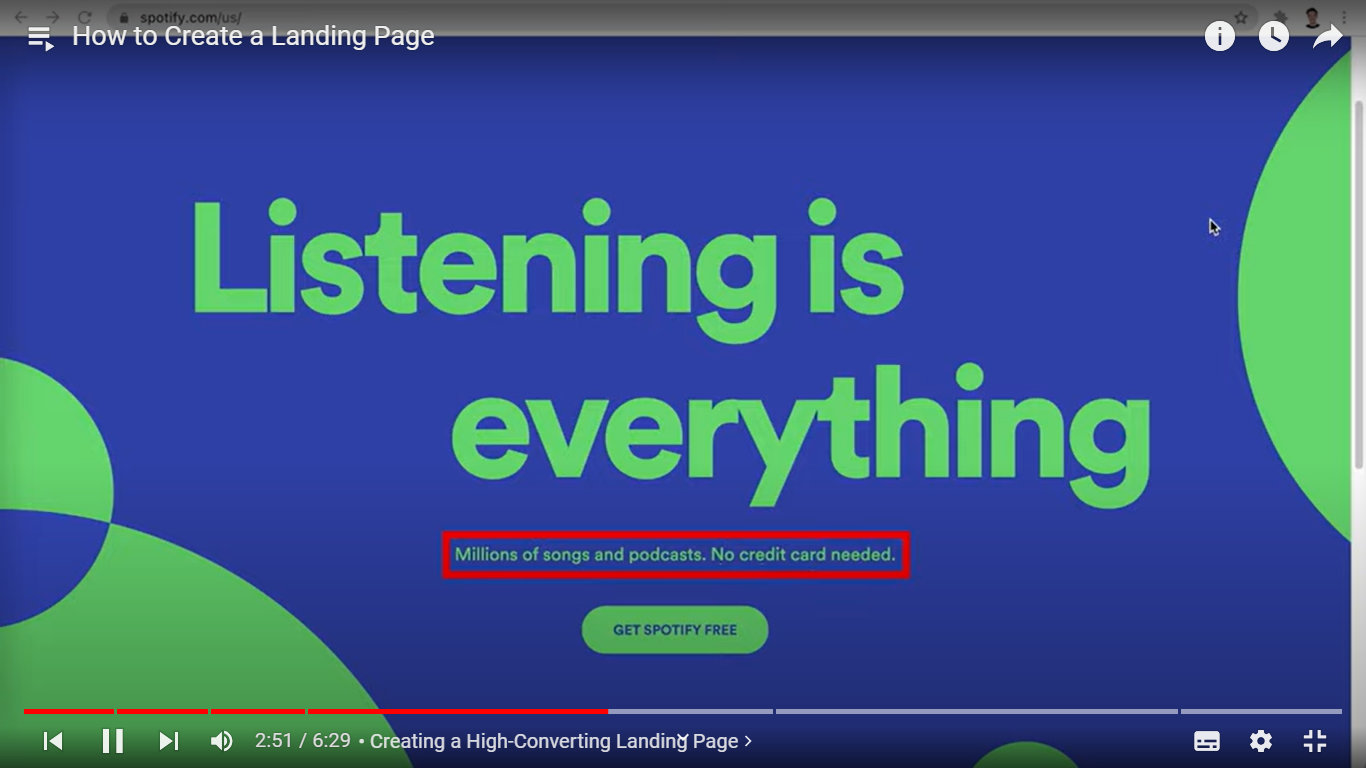 spotify.com/us/
How to Create a Landing Page
Listening is
everything
Millions of songs and podcasts. No credit card needed.
GET SPOTIFY FREE
2:51 / 6:29 • Creating a High-Converting Landing Page